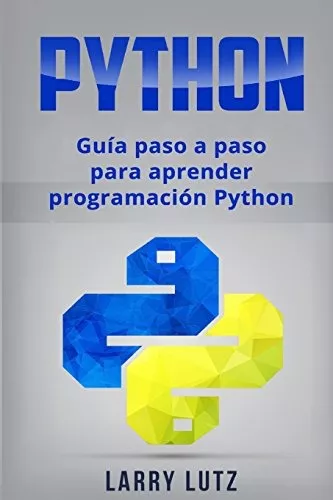 PYTHON
Guía paso a paso
para aprender
programación Python
LARRY LUTZ